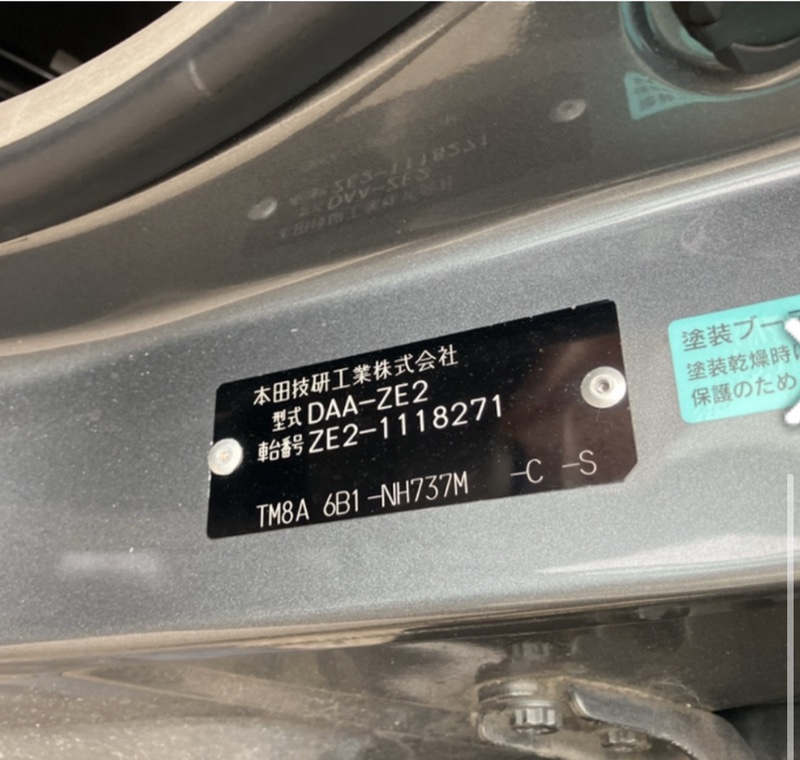 本田技研工業株式会社
型式 DAA-ZE2
車台番号 ZE2-1118271
TM8A 6B1-NH737M -C -S
塗装ブー
塗装乾燥時
保護のため